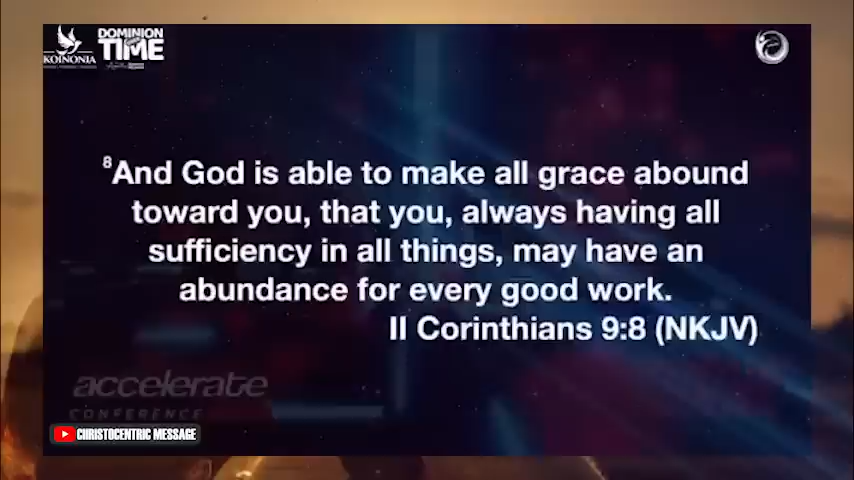 KOINONIA
DOMINION
TIME
8And God is able to make all grace abound
toward you, that you, always having all
sufficiency in all things, may have an
abundance for every good work.
II Corinthians 9:8 (NKJV)
accelerate
CONFERENCE
CHRISTOCENTRIC MESSAGE